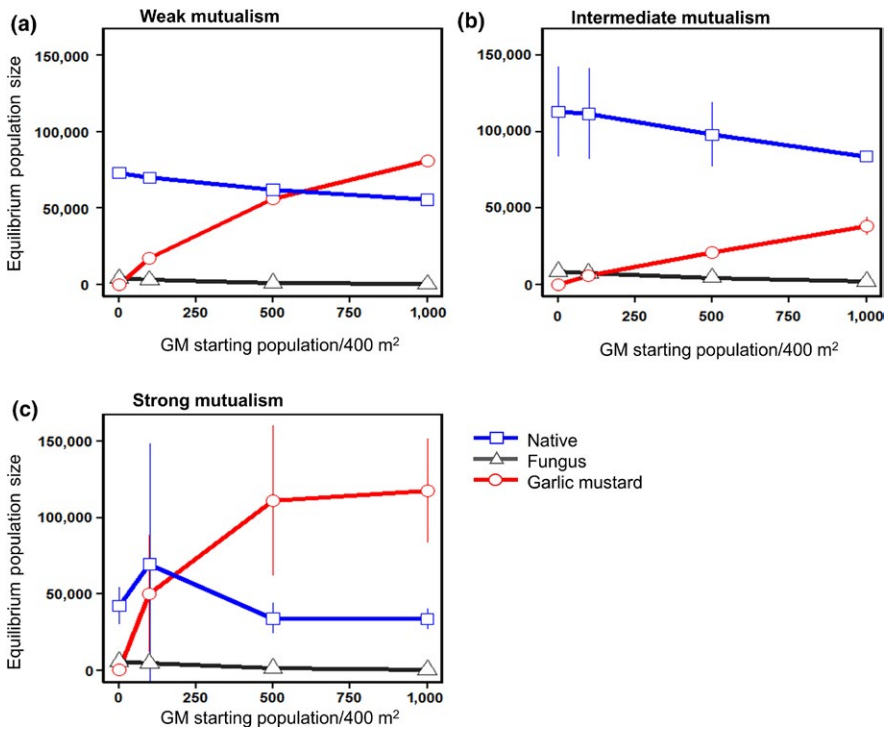 (a) Weak mutualism
Equilibrium population size
150,000
100,000
50,000
0
0 250 500 750 1,000
GM starting population/400 m²
(b) Intermediate mutualism
150,000
100,000
50,000
0
0 250 500 750 1,000
GM starting population/400 m²
(c) Strong mutualism
Equilibrium population size
150,000
100,000
50,000
0
0 250 500 750 1,000
GM starting population/400 m²
Native
Fungus
Garlic mustard